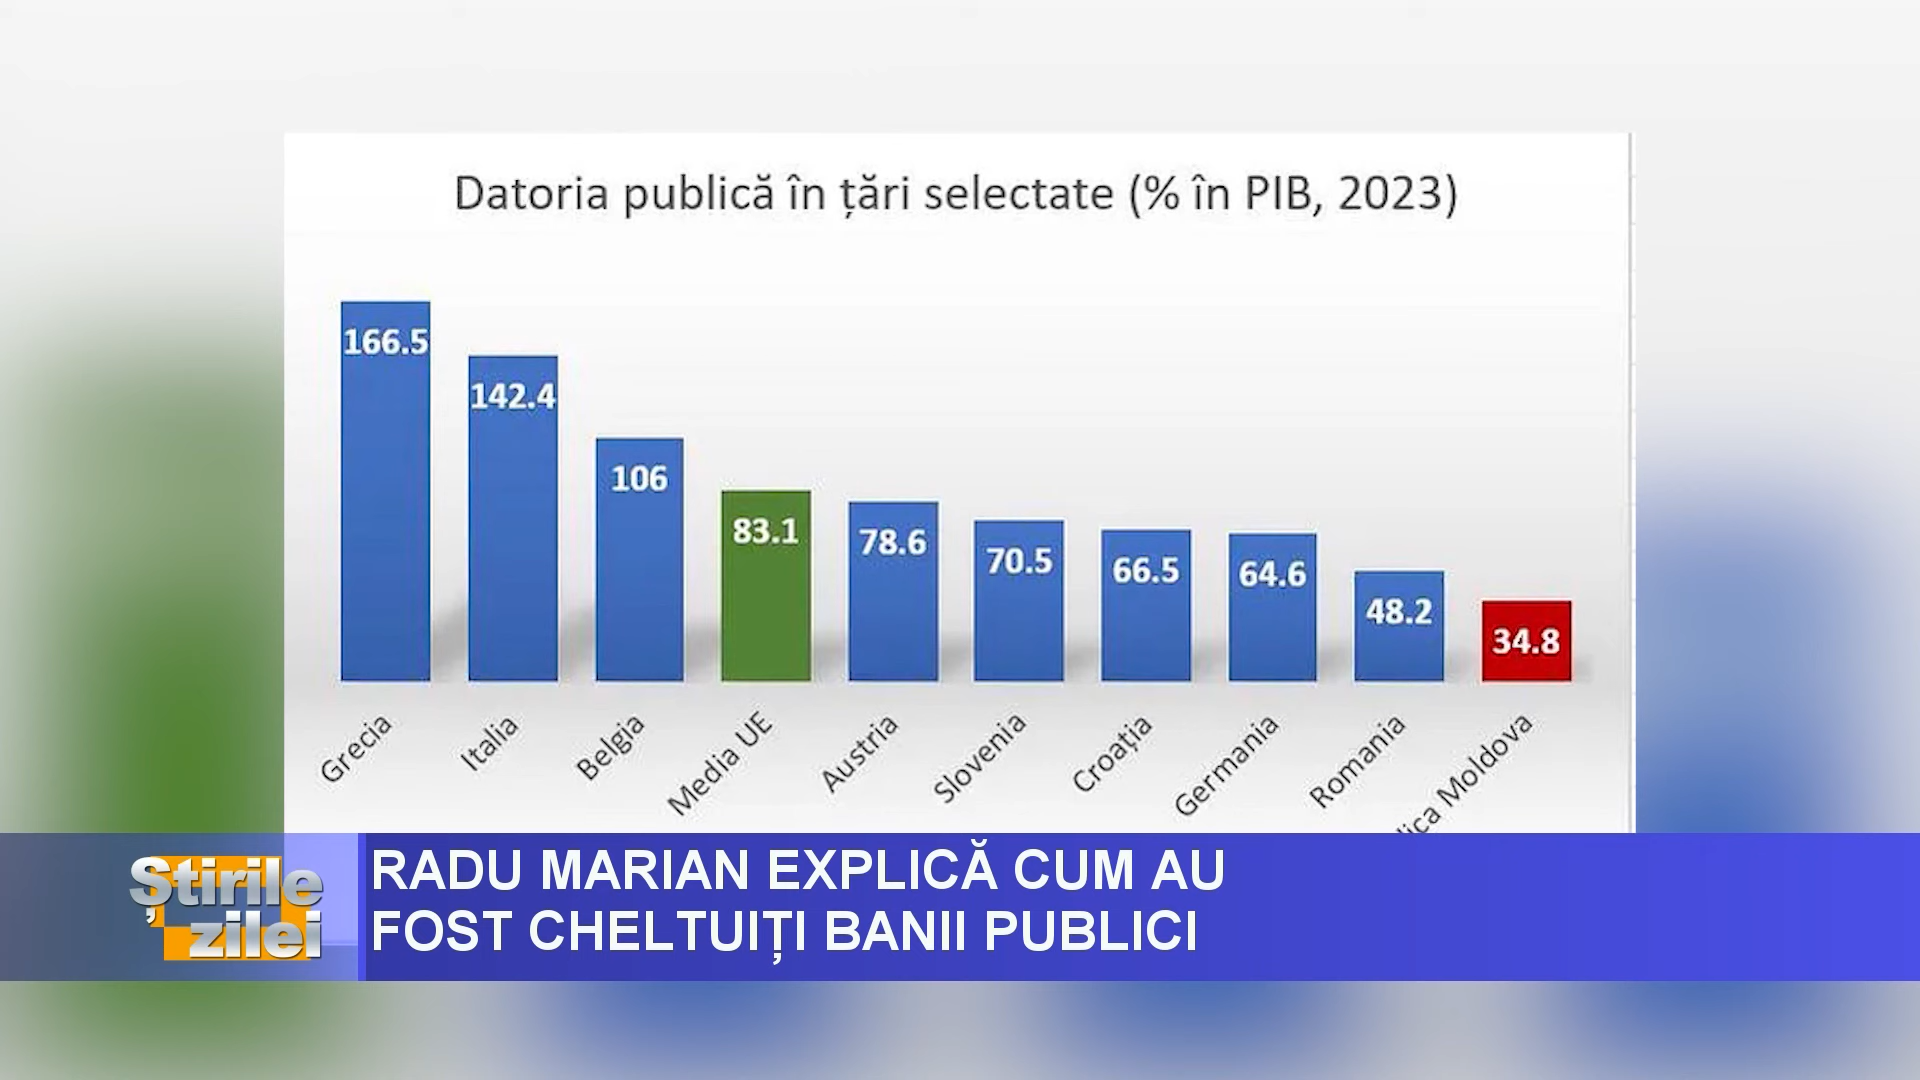 Datoria publică în țări selectate (% în PIB, 2023)
166.5
142.4
106
83.1
78.6
70.5
66.5
64.6
48.2
34.8
Grecia
Italia
Belgia
Media UE
Austria
Slovenia
Croația
Germania
Romania
Moldova
Știrile
zilei
RADU MARIAN EXPLICĂ CUM AU
FOST CHELTUIȚI BANII PUBLICI